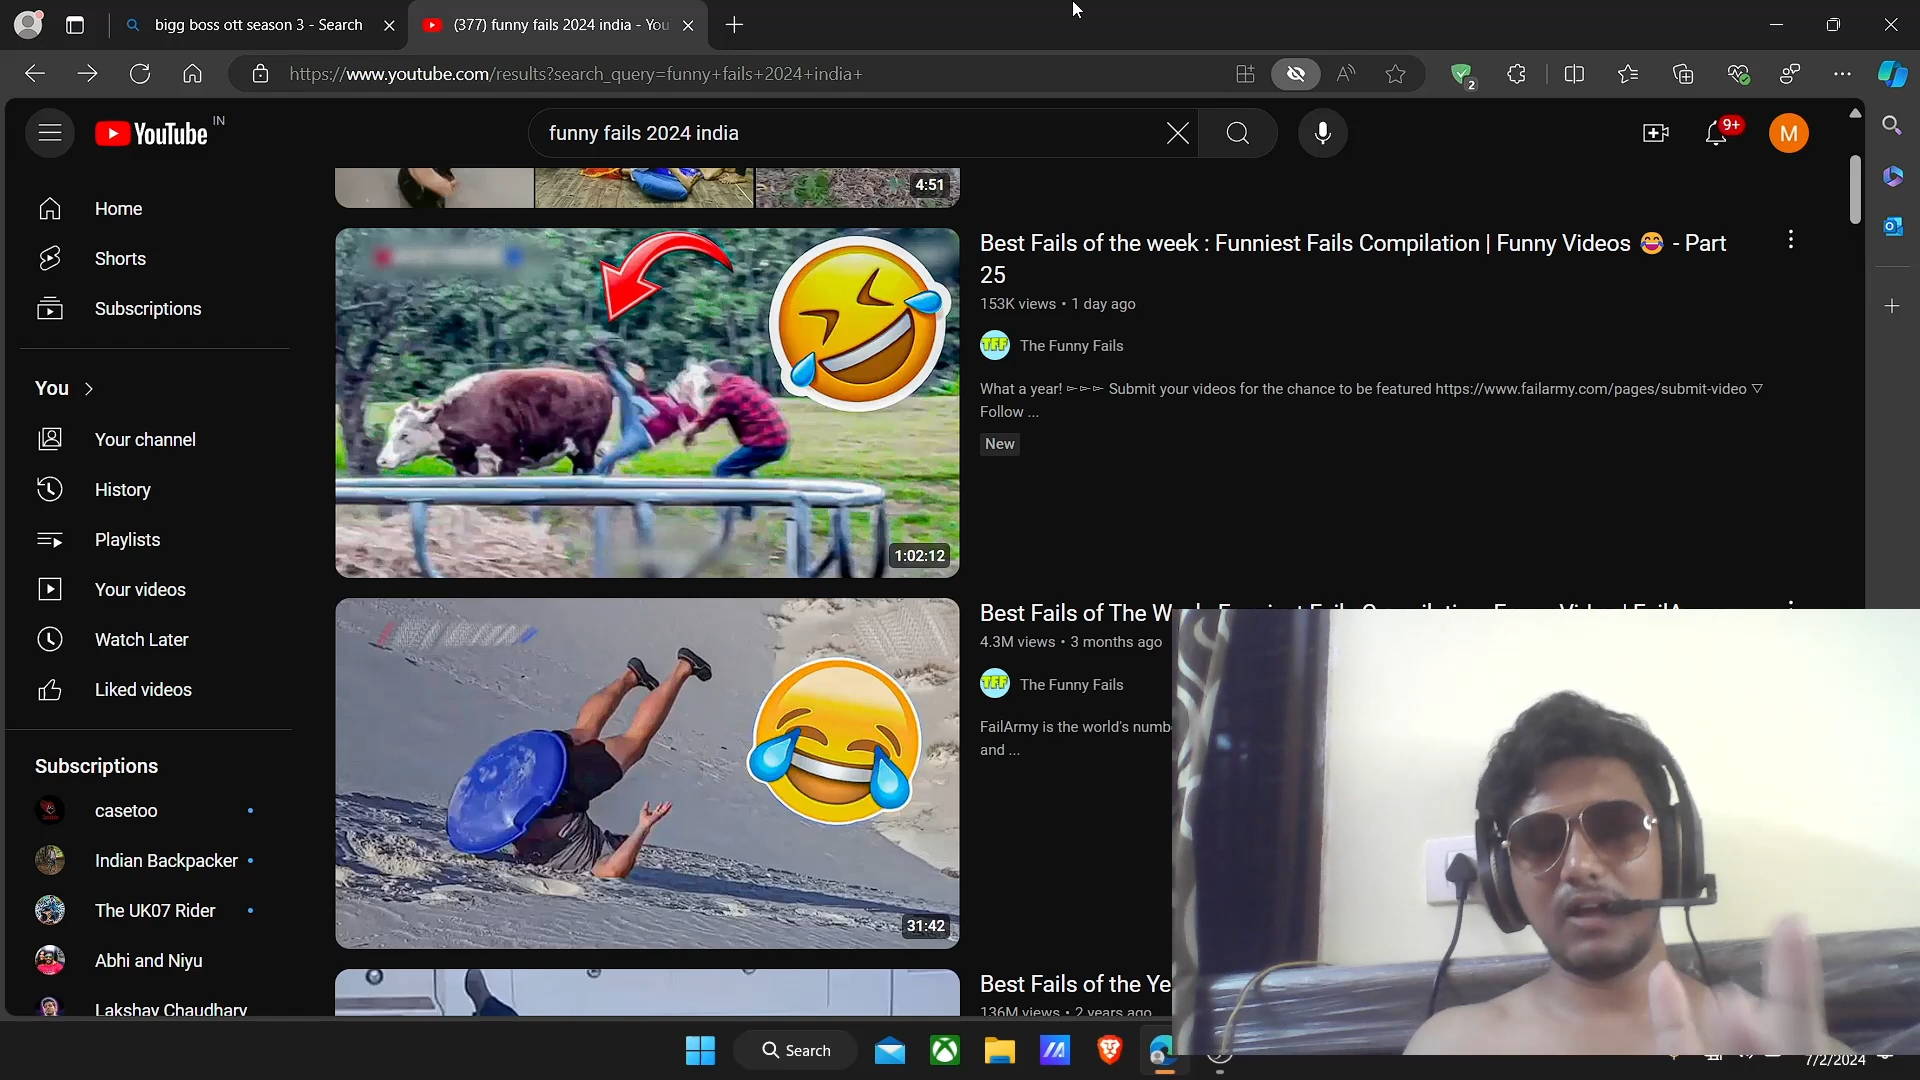 bigg boss ott season 3 - Search
(377) funny fails 2024 india - You
https://www.youtube.com/results?search_query=funny+fails+2024+india+
2
YouTube IN
funny fails 2024 india
9+
M
Home
Shorts
Subscriptions
You
Your channel
History
Playlists
Your videos
Watch Later
Liked videos
Subscriptions
casetoo
Indian Backpacker
The UK07 Rider
Abhi and Niyu
Lakshay Chaudhary
4:51
1:02:12
Best Fails of the week : Funniest Fails Compilation | Funny Videos 😂 - Part
25
153K views • 1 day ago
TFF The Funny Fails
What a year! ►►► Submit your videos for the chance to be featured https://www.failarmy.com/pages/submit-video ▽
Follow ...
New
31:42
Best Fails of The
4.3M views • 3 months ago
TFF The Funny Fails
FailArmy is the world's numb
and ...
Best Fails of the Ye
136M views • 2 years ago
Search
7/2/2024